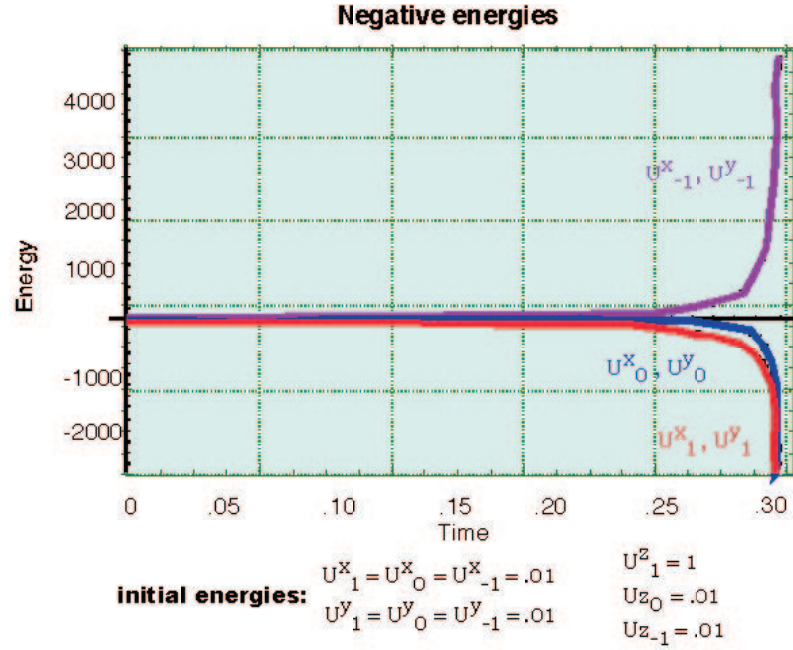 Negative energies
4000
3000
2000
1000
-1000
-2000
Energy
Uˣ₋₁, Uʸ₋₁
Uˣ₀, Uʸ₀
Uˣ₁, Uʸ₁
0 .05 .10 .15 .20 .25 .30
Time
initial energies:
Uˣ₁ = Uˣ₀ = Uˣ₋₁ = .01
Uʸ₁ = Uʸ₀ = Uʸ₋₁ = .01
Uᶻ₁ = 1
Uz₀ = .01
Uz₋₁ = .01